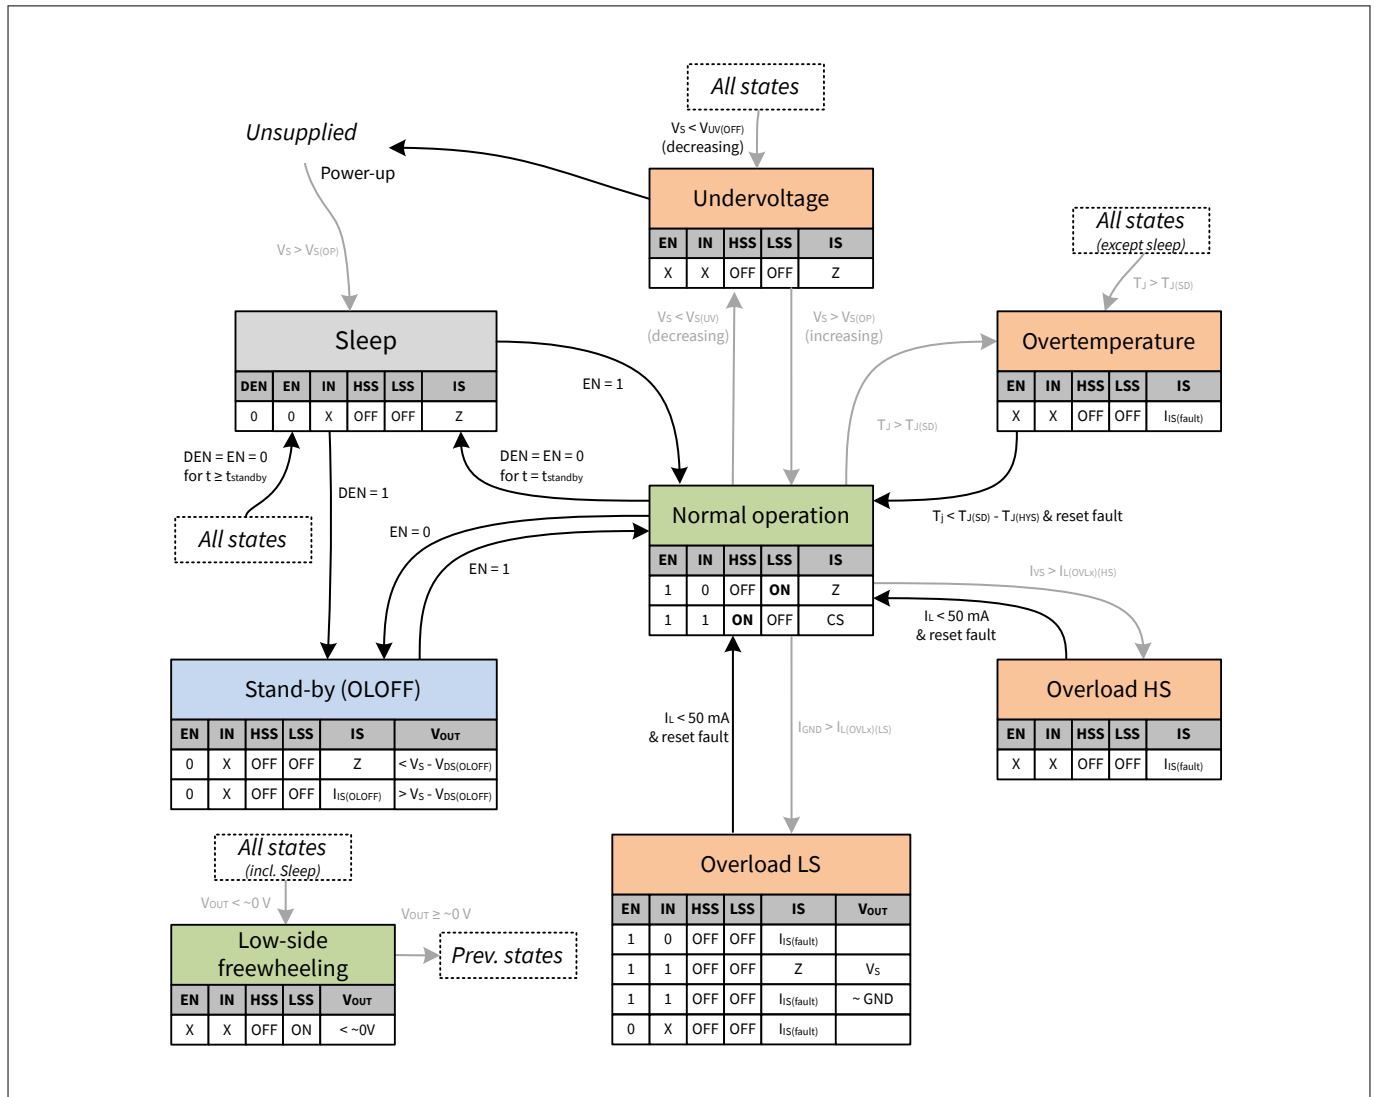 All states
VS < VUV(OFF)
(decreasing)
Unsupplied
Power-up
VS > VS(OP)
Undervoltage
EN IN HSS LSS IS
X X OFF OFF Z
All states
(except sleep)
TJ > TJ(SD)
VS < VS(UV)
(decreasing)
VS > VS(OP)
(increasing)
Sleep
DEN EN IN HSS LSS IS
0 0 X OFF OFF Z
EN = 1
Overtemperature
EN IN HSS LSS IS
X X OFF OFF IIS(fault)
TJ > TJ(SD)
DEN = EN = 0
for t ≥ tstandby
DEN = EN = 0
for t = tstandby
DEN = 1
All states
Normal operation
EN IN HSS LSS IS
1 0 OFF ON Z
1 1 ON OFF CS
Tj < TJ(SD) - TJ(HYS) & reset fault
EN = 0
EN = 1
IVS > IL(OVLx)(HS)
IL < 50 mA
& reset fault
Stand-by (OLOFF)
EN IN HSS LSS IS VOUT
0 X OFF OFF Z < VS - VDS(OLOFF)
0 X OFF OFF IIS(OLOFF) > VS - VDS(OLOFF)
IL < 50 mA
& reset fault
IGND > IL(OVLx)(LS)
Overload HS
EN IN HSS LSS IS
X X OFF OFF IIS(fault)
All states
(incl. Sleep)
VOUT < ~0 V
VOUT ≥ ~0 V
Low-side
freewheeling
EN IN HSS LSS VOUT
X X OFF ON < ~0V
Prev. states
Overload LS
EN IN HSS LSS IS VOUT
1 0 OFF OFF IIS(fault)
1 1 OFF OFF Z VS
1 1 OFF OFF IIS(fault) ~ GND
0 X OFF OFF IIS(fault)